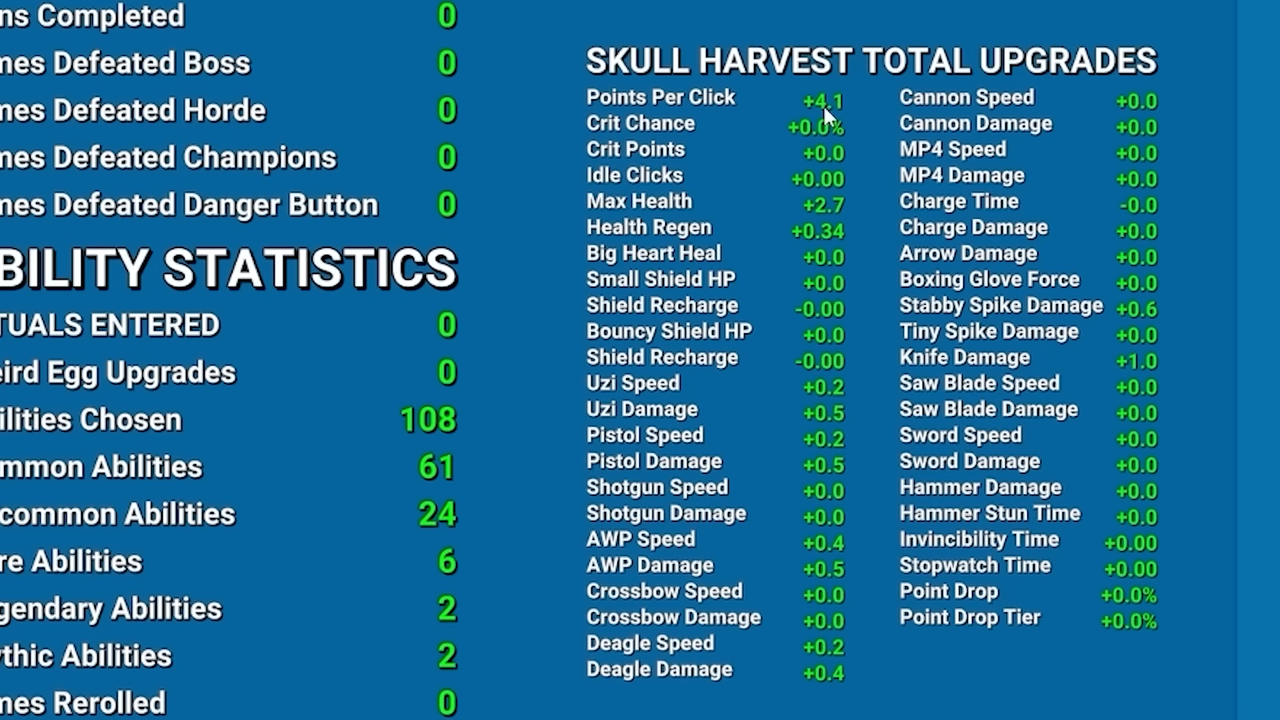 ns Completed 0
mes Defeated Boss 0
mes Defeated Horde 0
mes Defeated Champions 0
mes Defeated Danger Button 0
BILITY STATISTICS
TUALS ENTERED 0
eird Egg Upgrades 0
ilities Chosen 108
mmon Abilities 61
common Abilities 24
re Abilities 6
gendary Abilities 2
thic Abilities 2
mes Rerolled 0
SKULL HARVEST TOTAL UPGRADES
Points Per Click +4.1
Crit Chance +0.0%
Crit Points +0.0
Idle Clicks +0.00
Max Health +2.7
Health Regen +0.34
Big Heart Heal +0.0
Small Shield HP +0.0
Shield Recharge -0.00
Bouncy Shield HP +0.0
Shield Recharge -0.00
Uzi Speed +0.2
Uzi Damage +0.5
Pistol Speed +0.2
Pistol Damage +0.5
Shotgun Speed +0.0
Shotgun Damage +0.0
AWP Speed +0.4
AWP Damage +0.5
Crossbow Speed +0.0
Crossbow Damage +0.0
Deagle Speed +0.2
Deagle Damage +0.4
Cannon Speed +0.0
Cannon Damage +0.0
MP4 Speed +0.0
MP4 Damage +0.0
Charge Time -0.0
Charge Damage +0.0
Arrow Damage +0.0
Boxing Glove Force +0.0
Stabby Spike Damage +0.6
Tiny Spike Damage +0.0
Knife Damage +1.0
Saw Blade Speed +0.0
Saw Blade Damage +0.0
Sword Speed +0.0
Sword Damage +0.0
Hammer Damage +0.0
Hammer Stun Time +0.0
Invincibility Time +0.00
Stopwatch Time +0.00
Point Drop +0.0%
Point Drop Tier +0.0%